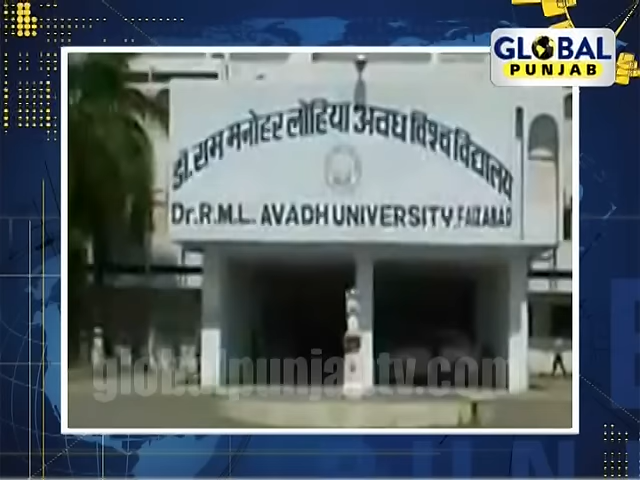 GLOBAL
PUNJAB
डॉ. राम मनोहर लोहिया अवध विश्वविद्यालय
Dr. R.M.L. AVADH UNIVERSITY, FAIZABAD
globalpunjabtv.com